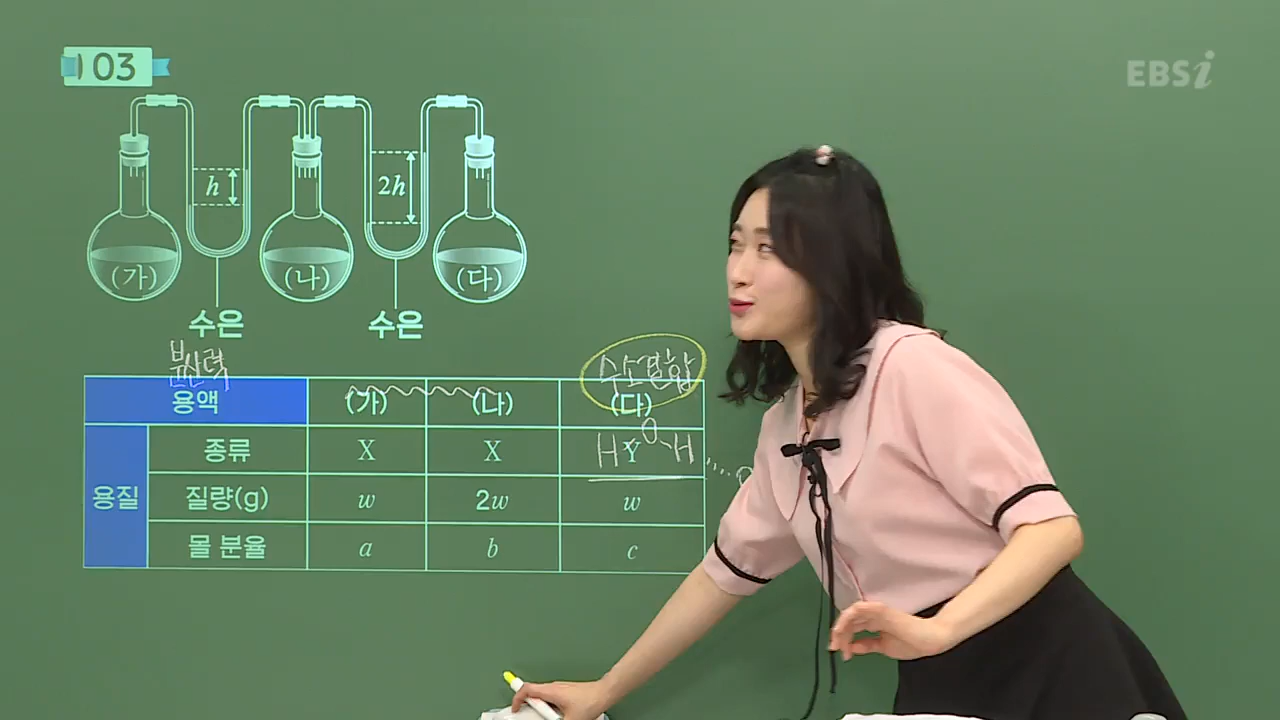 03
EBSi
h
2h
(가) (나) (다)
수은 수은
분산력 수소결합
용액 (가) (나) (다)
용질 종류 X X Y H O H
질량(g) w 2w w
몰 분율 a b c